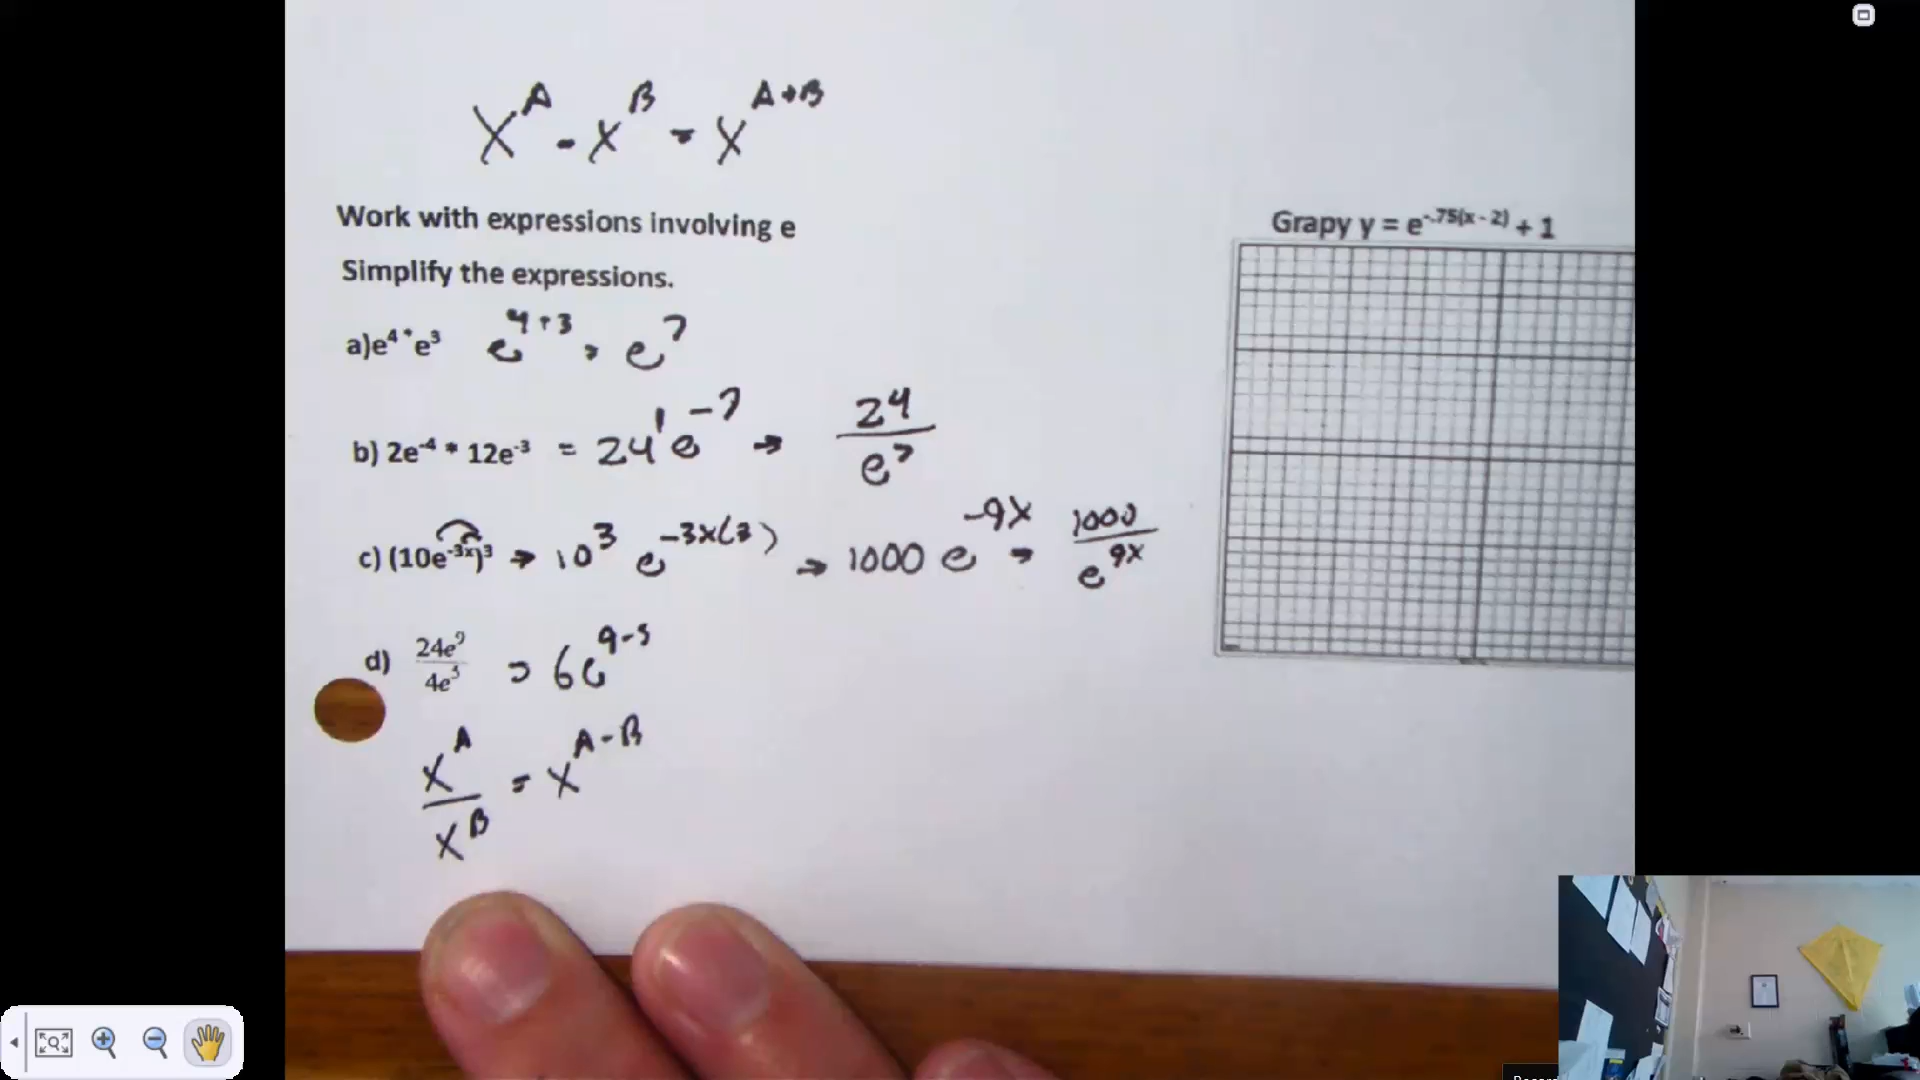 X^A · X^B = X^(A+B)
Work with expressions involving e
Simplify the expressions.
a)e^4 * e^3 e^(4+3) = e^7
b) 2e^-4 * 12e^-3 = 24'e^-7 → 24/e^7
c) (10e^-3x)^3 → 10^3 e^(-3x(3)) → 1000 e^-9x → 1000/e^9x
d) 24e^9/4e^5 = 6e^(9-5)
X^A/X^B = X^(A-B)
Grapy y = e^-.75(x - 2) + 1